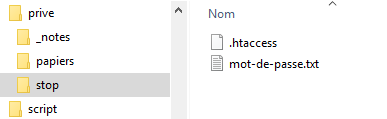 prive
_notes
papiers
stop
script
Nom
.htaccess
mot-de-passe.txt